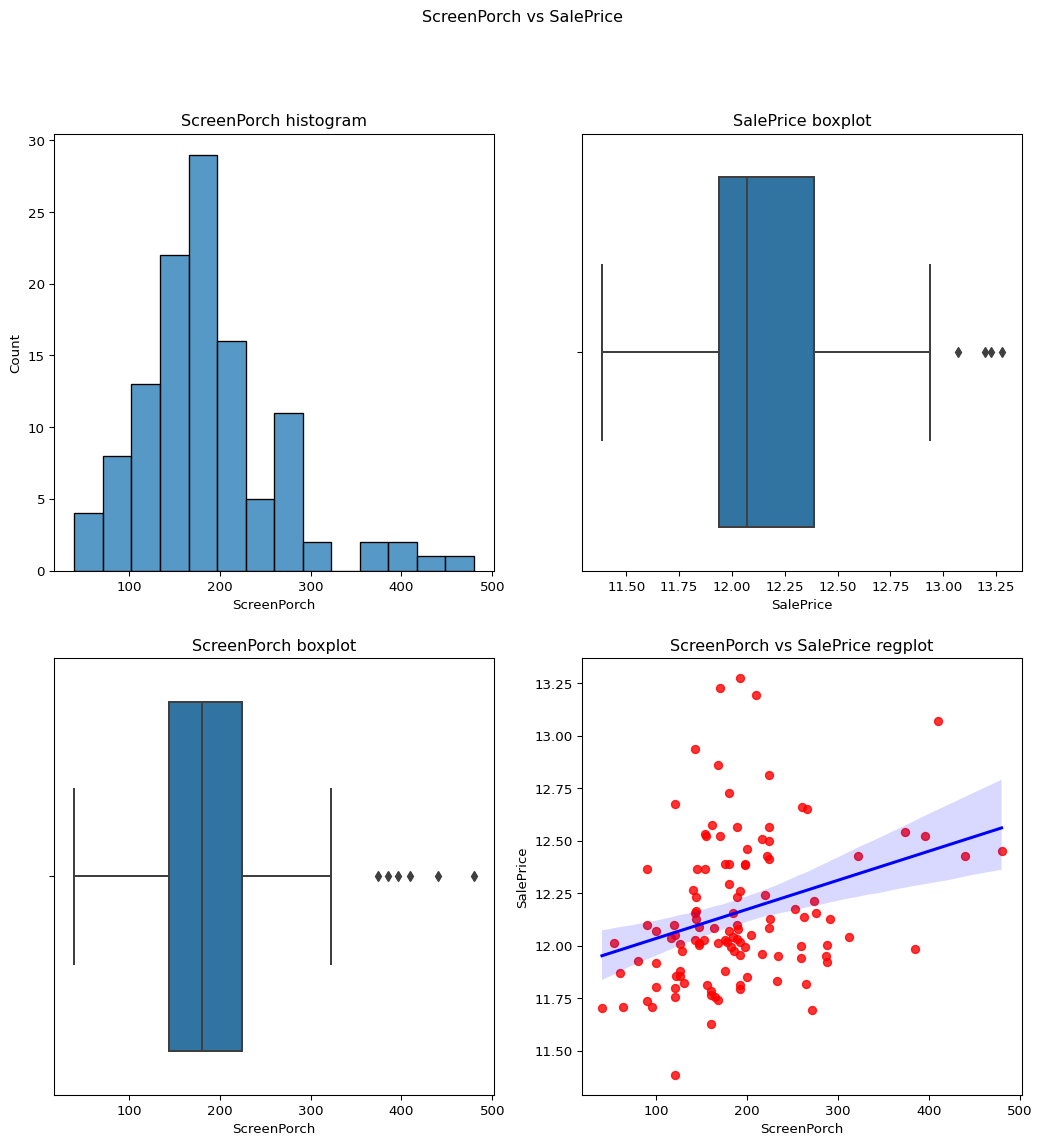 ScreenPorch vs SalePrice
ScreenPorch histogram
30
25
20
15
10
5
0
Count
100 200 300 400 500
ScreenPorch
SalePrice boxplot
11.50 11.75 12.00 12.25 12.50 12.75 13.00 13.25
SalePrice
ScreenPorch boxplot
100 200 300 400 500
ScreenPorch
ScreenPorch vs SalePrice regplot
13.25
13.00
12.75
12.50
12.25
12.00
11.75
11.50
SalePrice
100 200 300 400 500
ScreenPorch